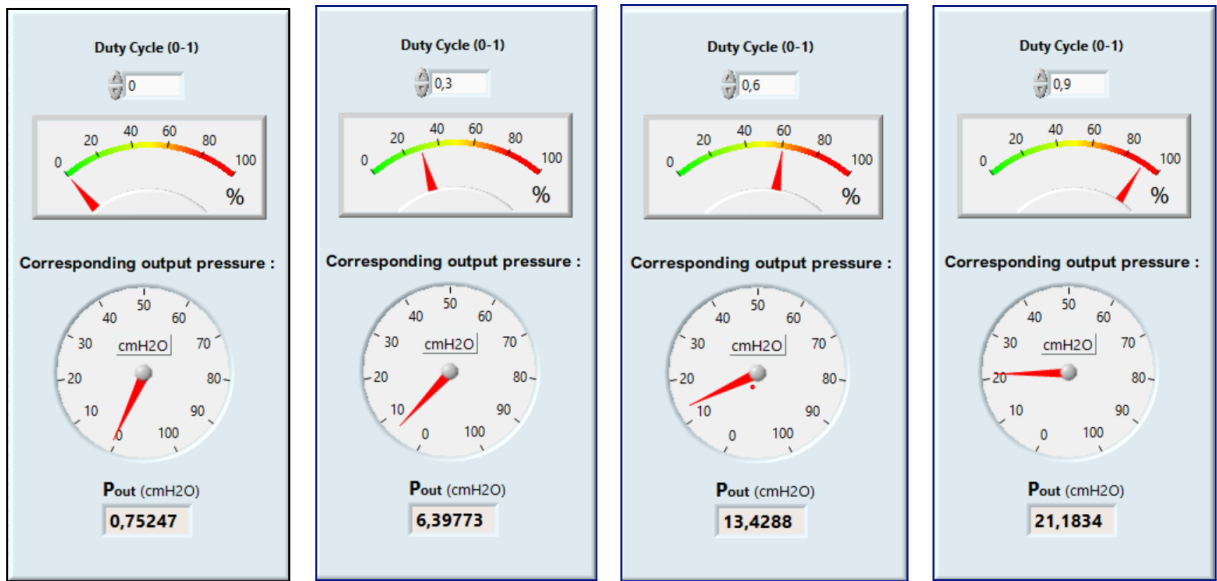 Duty Cycle (0-1)
0
0 20 40 60 80 100
%
Corresponding output pressure :
0 10 20 30 40 50 60 70 80 90 100
cmH2O
Pout (cmH2O)
0,75247
Duty Cycle (0-1)
0,3
0 20 40 60 80 100
%
Corresponding output pressure :
0 10 20 30 40 50 60 70 80 90 100
cmH2O
Pout (cmH2O)
6,39773
Duty Cycle (0-1)
0,6
0 20 40 60 80 100
%
Corresponding output pressure :
0 10 20 30 40 50 60 70 80 90 100
cmH2O
Pout (cmH2O)
13,4288
Duty Cycle (0-1)
0,9
0 20 40 60 80 100
%
Corresponding output pressure :
0 10 20 30 40 50 60 70 80 90 100
cmH2O
Pout (cmH2O)
21,1834